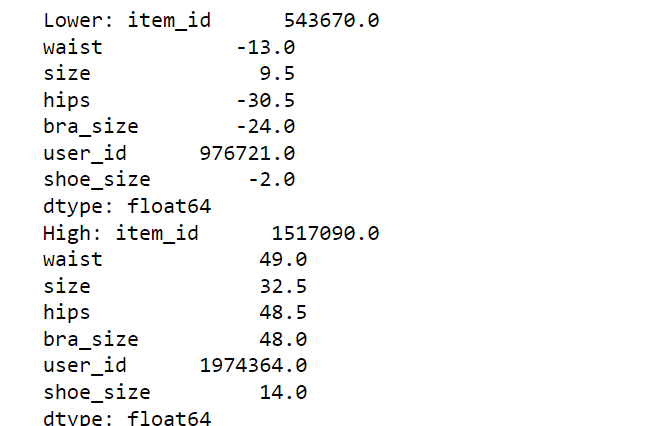 Lower: item_id      543670.0
waist           -13.0
size              9.5
hips            -30.5
bra_size        -24.0
user_id      976721.0
shoe_size        -2.0
dtype: float64
High: item_id      1517090.0
waist             49.0
size              32.5
hips              48.5
bra_size          48.0
user_id      1974364.0
shoe_size         14.0
dtype: float64